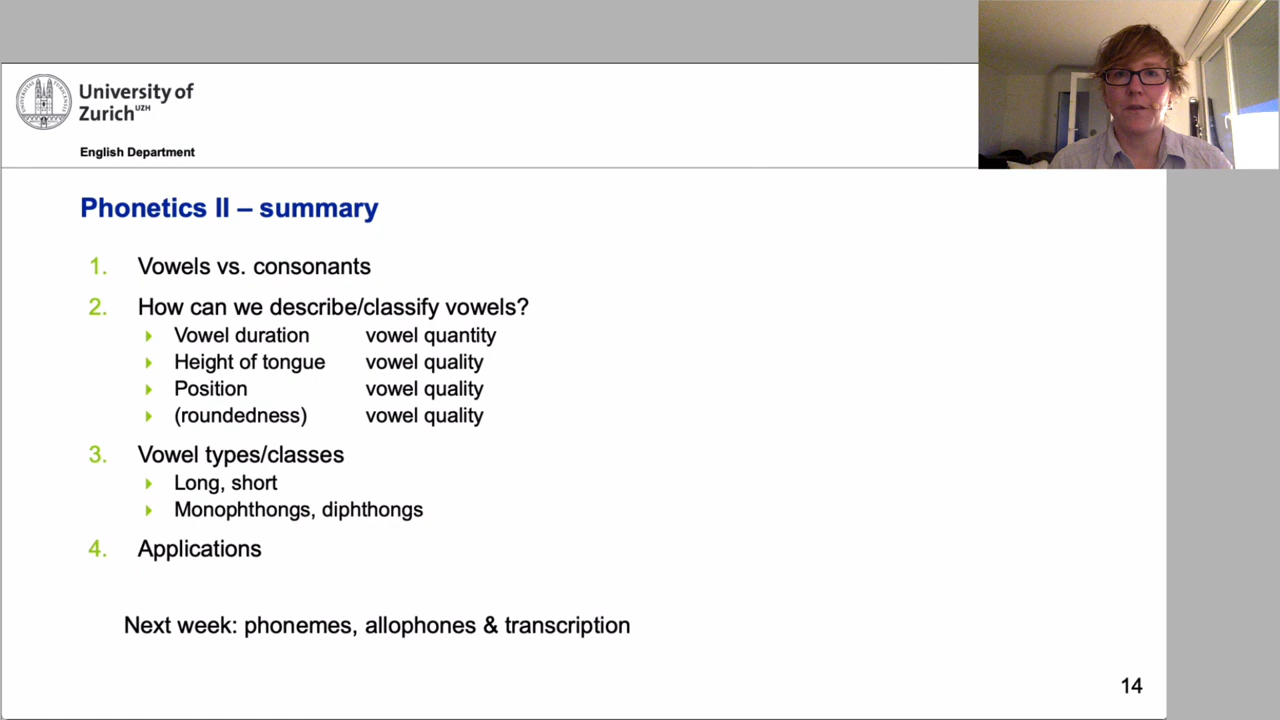 University of
Zurich UZH
English Department
Phonetics II – summary
1. Vowels vs. consonants
2. How can we describe/classify vowels?
Vowel duration vowel quantity
Height of tongue vowel quality
Position vowel quality
(roundedness) vowel quality
3. Vowel types/classes
Long, short
Monophthongs, diphthongs
4. Applications
Next week: phonemes, allophones & transcription
14